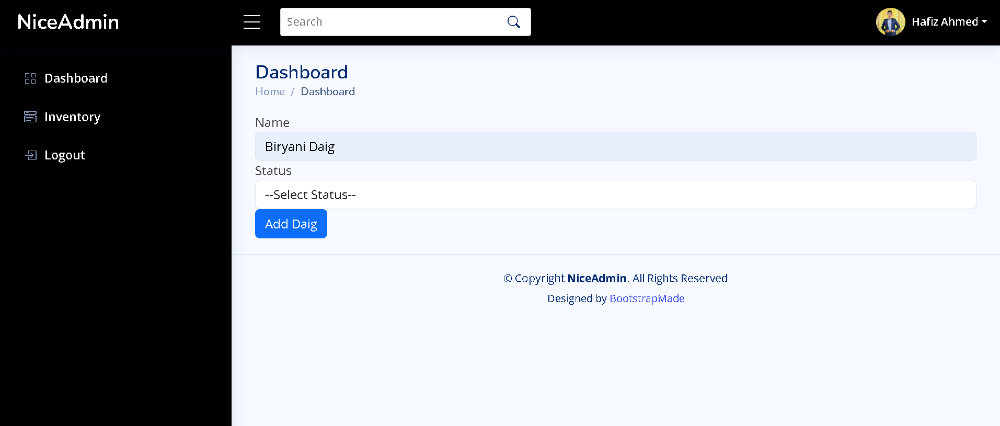 NiceAdmin
Search
Hafiz Ahmed
Dashboard
Inventory
Logout
Dashboard
Home / Dashboard
Name
Biryani Daig
Status
--Select Status--
Add Daig
© Copyright NiceAdmin. All Rights Reserved
Designed by BootstrapMade